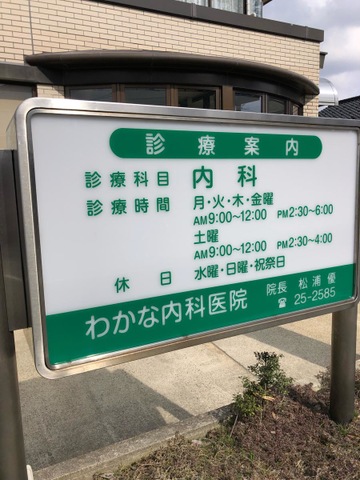 診療案内
診療科目 内科
診療時間 月・火・木・金曜
AM9:00~12:00 PM2:30~6:00
土曜
AM9:00~12:00 PM2:30~4:00
休日 水曜・日曜・祝祭日
わかな内科医院 院長 松浦 優
☎25-2585